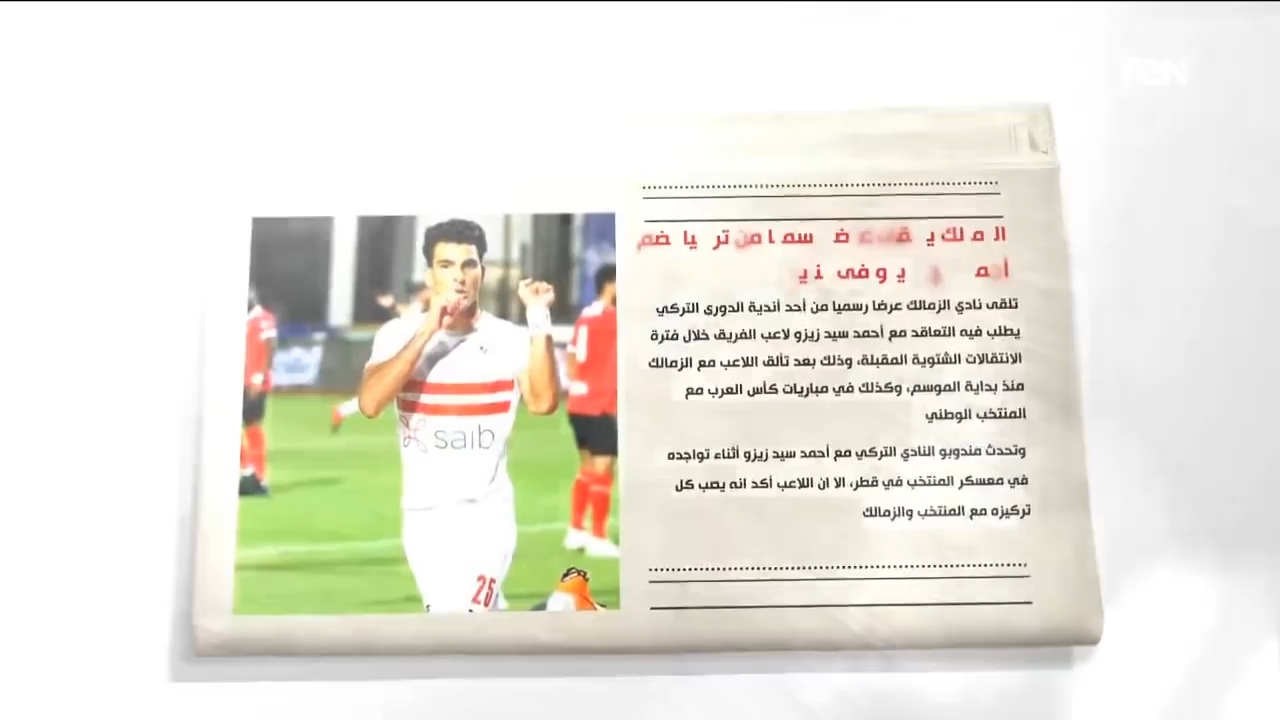 TEN
تلقى نادي الزمالك عرضا رسميا من أحد أندية الدوري التركي
يطلب فيه التعاقد مع أحمد سيد زيزو لاعب الفريق خلال فترة
الانتقالات الشتوية المقبلة، وذلك بعد تألق اللاعب مع الزمالك
منذ بداية الموسم، وكذلك في مباريات كأس العرب مع
المنتخب الوطني
وتحدث مندوبو النادي التركي مع أحمد سيد زيزو أثناء تواجده
في معسكر المنتخب في قطر، الا ان اللاعب أكد انه يصب كل
تركيزه مع المنتخب والزمالك
saib
25